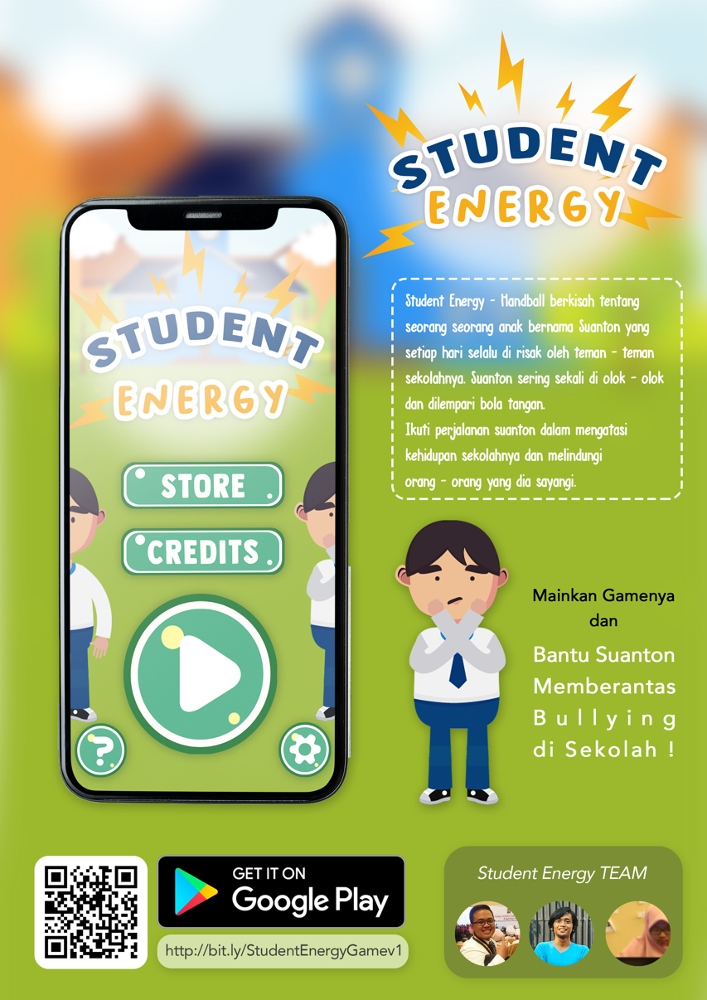 STUDENT
ENERGY
Student Energy - Handball berkisah tentang
seorang seorang anak bernama Suanton yang
setiap hari selalu di risak oleh teman - teman
sekolahnya. Suanton sering sekali di olok - olok
dan dilempari bola tangan.
Ikuti perjalanan suanton dalam mengatasi
kehidupan sekolahnya dan melindungi
orang - orang yang dia sayangi.
STUDENT
ENERGY
STORE
CREDITS
?
Mainkan Gamenya
dan
Bantu Suanton
Memberantas
Bullying
di Sekolah !
GET IT ON
Google Play
http://bit.ly/StudentEnergyGamev1
Student Energy TEAM